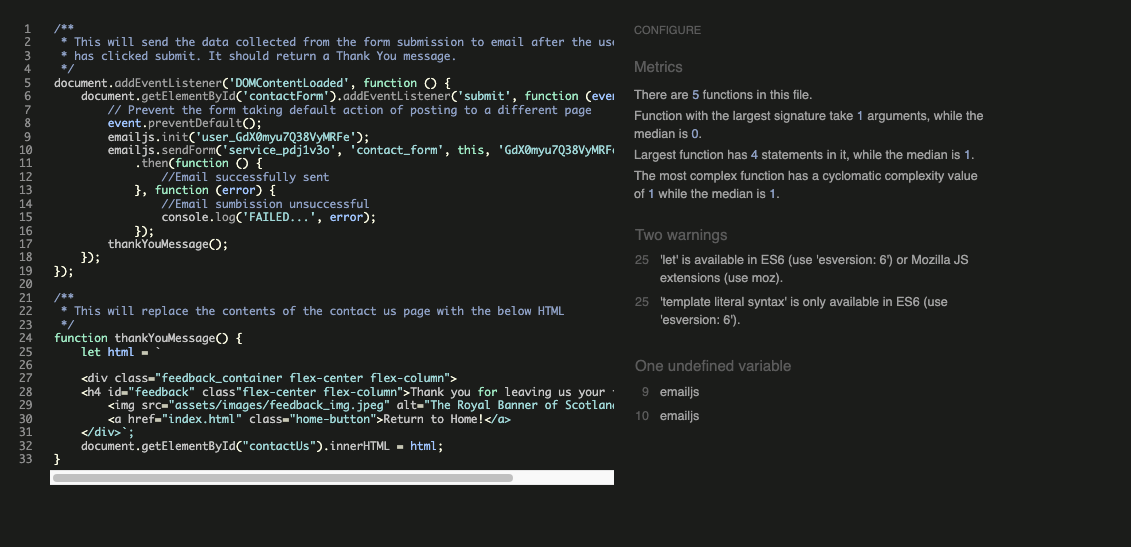 1 /**
2  * This will send the data collected from the form submission to email after the use
3  * has clicked submit. It should return a Thank You message.
4  */
5 document.addEventListener('DOMContentLoaded', function () {
6     document.getElementById('contactForm').addEventListener('submit', function (even
7         // Prevent the form taking default action of posting to a different page
8         event.preventDefault();
9         emailjs.init('user_GdX0myu7Q38VyMRFe');
10         emailjs.sendForm('service_pdj1v3o', 'contact_form', this, 'GdX0myu7Q38VyMRFe
11             .then(function () {
12                 //Email successfully sent
13             }, function (error) {
14                 //Email sumbission unsuccessful
15                 console.log('FAILED...', error);
16             });
17         thankYouMessage();
18     });
19 });
20
21 /**
22  * This will replace the contents of the contact us page with the below HTML
23  */
24 function thankYouMessage() {
25     let html = `
26
27     <div class="feedback_container flex-center flex-column">
28     <h4 id="feedback" class"flex-center flex-column">Thank you for leaving us your
29         <img src="assets/images/feedback_img.jpeg" alt="The Royal Banner of Scotland
30         <a href="index.html" class="home-button">Return to Home!</a>
31     </div>`;
32     document.getElementById("contactUs").innerHTML = html;
33 }
CONFIGURE
Metrics
There are 5 functions in this file.
Function with the largest signature take 1 arguments, while the
median is 0.
Largest function has 4 statements in it, while the median is 1.
The most complex function has a cyclomatic complexity value
of 1 while the median is 1.
Two warnings
25 'let' is available in ES6 (use 'esversion: 6') or Mozilla JS
extensions (use moz).
25 'template literal syntax' is only available in ES6 (use
'esversion: 6').
One undefined variable
9 emailjs
10 emailjs